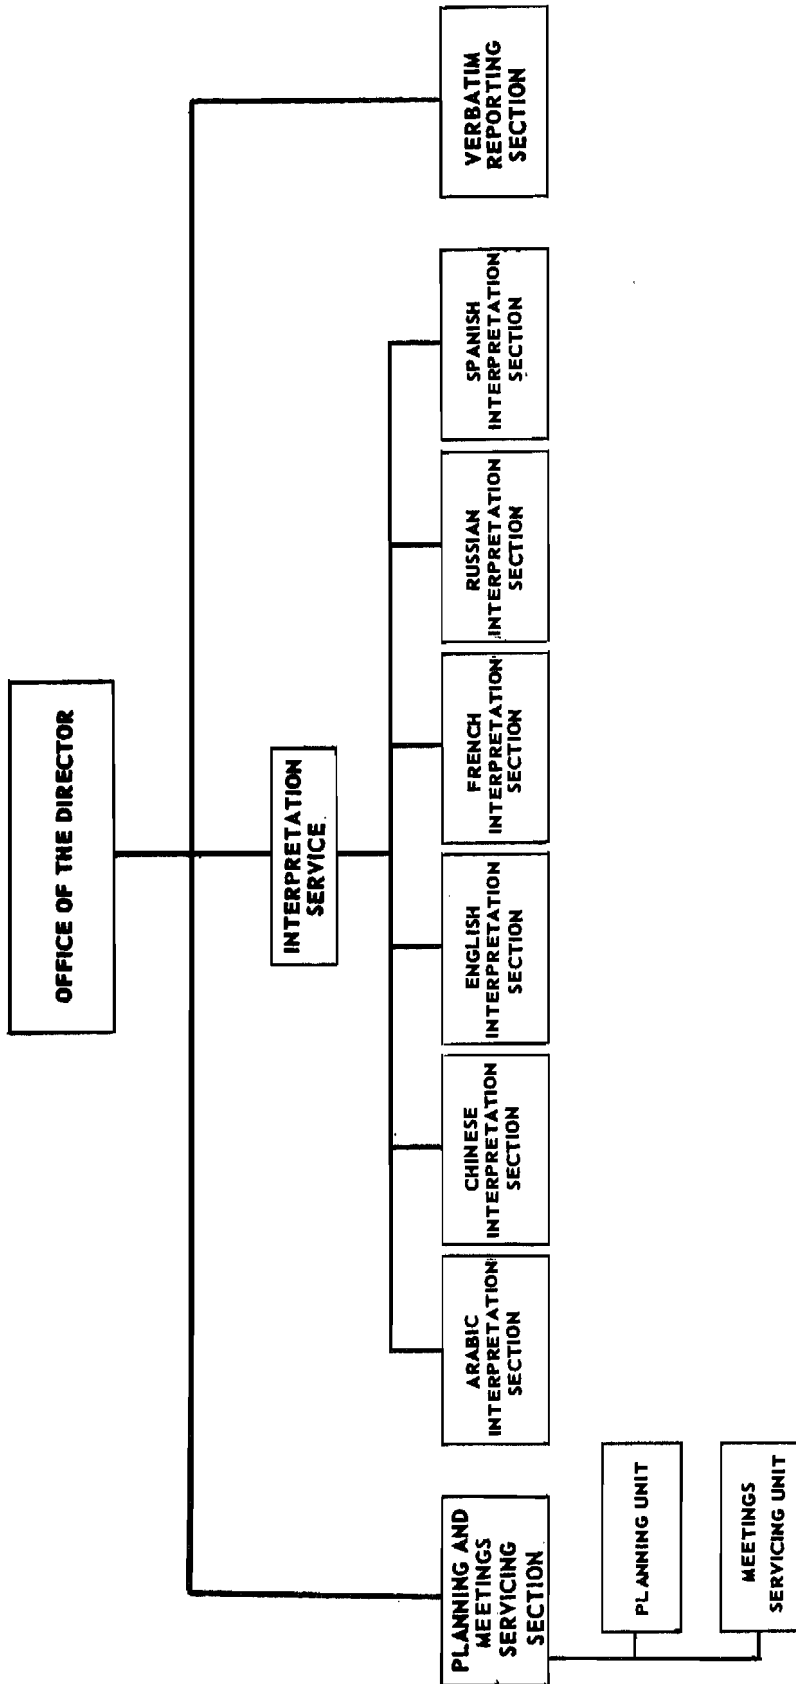 OFFICE OF THE DIRECTOR
INTERPRETATION
SERVICE
PLANNING AND
MEETINGS
SERVICING
SECTION
ARABIC
INTERPRETATION
SECTION
CHINESE
INTERPRETATION
SECTION
ENGLISH
INTERPRETATION
SECTION
FRENCH
INTERPRETATION
SECTION
RUSSIAN
INTERPRETATION
SECTION
SPANISH
INTERPRETATION
SECTION
VERBATIM
REPORTING
SECTION
PLANNING UNIT
MEETINGS
SERVICING UNIT